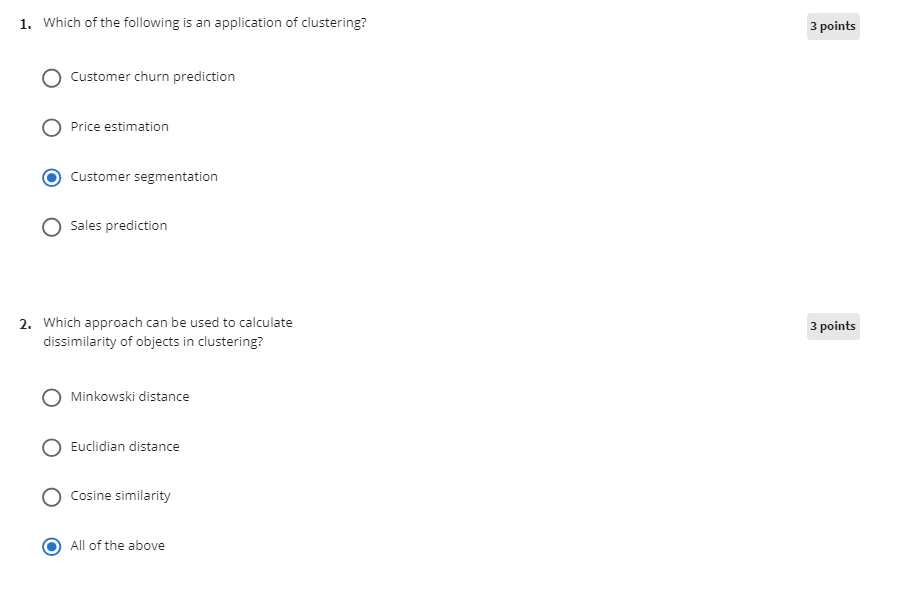 1. Which of the following is an application of clustering?
3 points
Customer churn prediction
Price estimation
Customer segmentation
Sales prediction
2. Which approach can be used to calculate
dissimilarity of objects in clustering?
3 points
Minkowski distance
Euclidian distance
Cosine similarity
All of the above